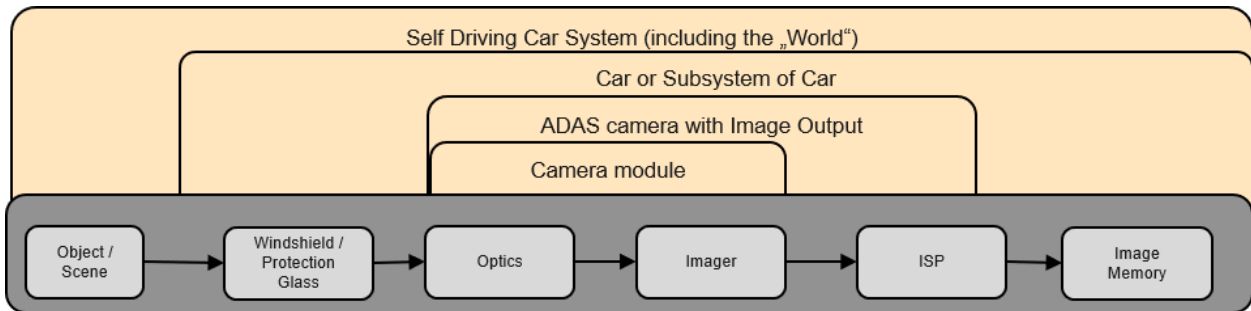 Self Driving Car System (including the „World“)
Car or Subsystem of Car
ADAS camera with Image Output
Camera module
Object /
Scene
Windshield /
Protection
Glass
Optics
Imager
ISP
Image
Memory